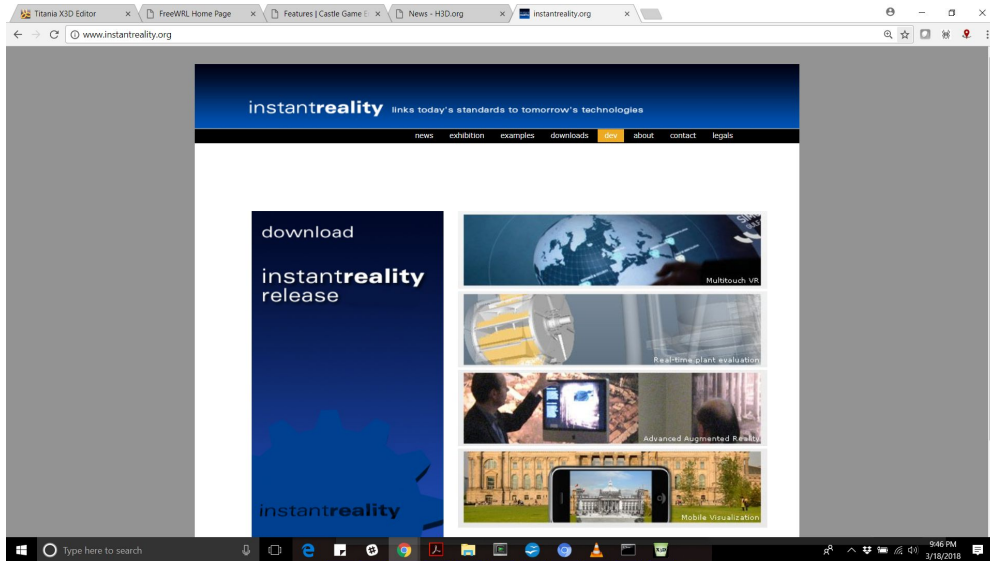 Titania X3D Editor
FreeWRL Home Page
Features | Castle Game E
News - H3D.org
instantreality.org
www.instantreality.org
instantreality links today's standards to tomorrow's technologies
news exhibition examples downloads dev about contact legals
download
instantreality
release
instantreality
Multitouch VR
Real-time plant evaluation
Advanced Augmented Reality
Mobile Visualization
Type here to search
9:46 PM
3/18/2018